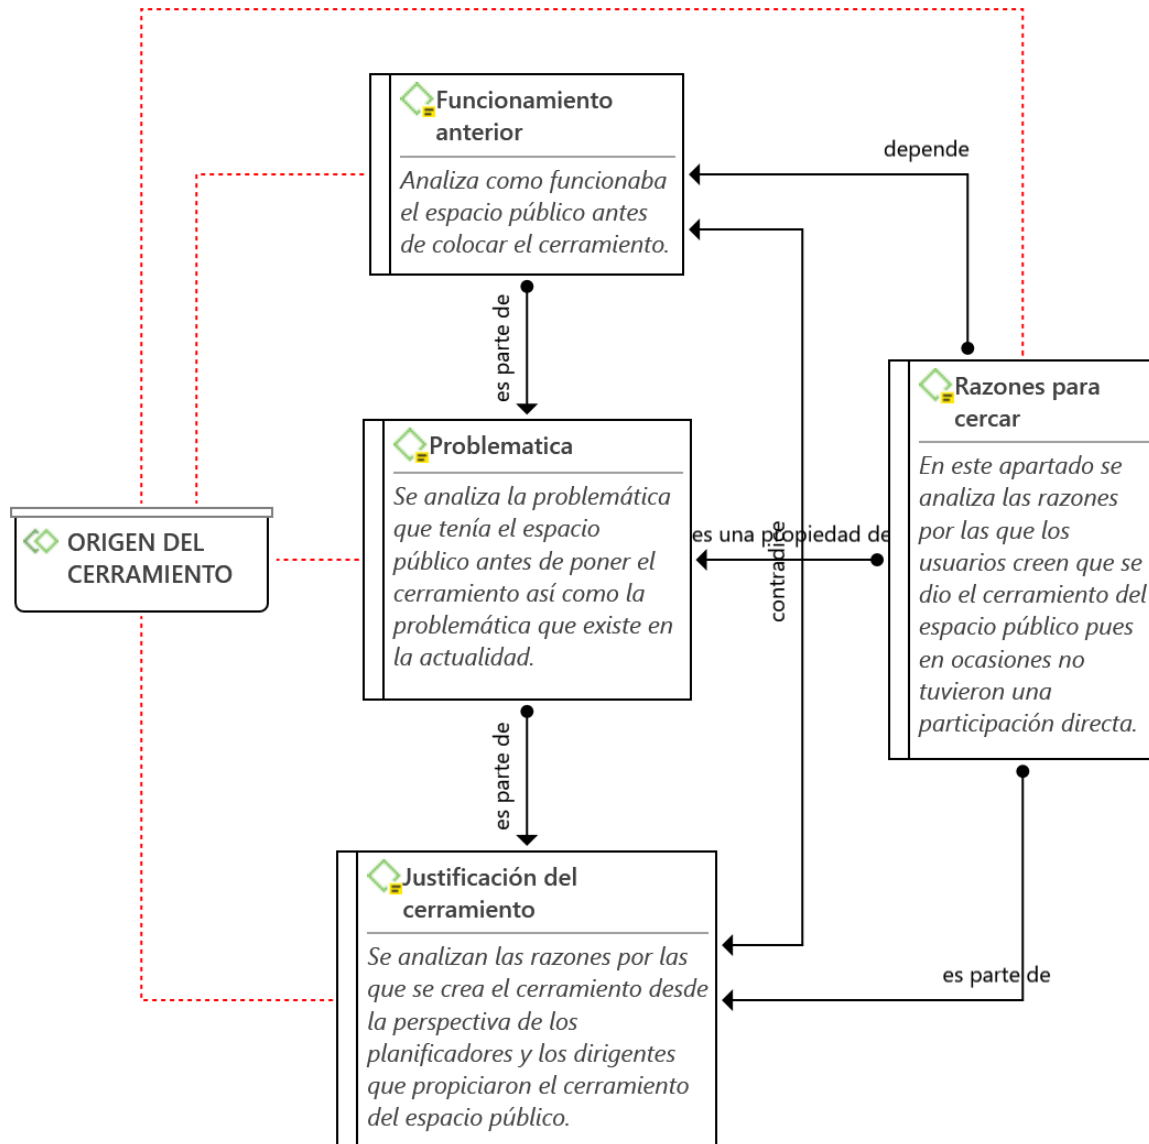 Funcionamiento
anterior
Analiza como funcionaba
el espacio público antes
de colocar el cerramiento.
depende
es parte de
Problematica
Se analiza la problemática
que tenía el espacio
público antes de poner el
cerramiento así como la
problemática que existe en
la actualidad.
ORIGEN DEL
CERRAMIENTO
es una propiedad de
contradice
Razones para
cercar
En este apartado se
analiza las razones
por las que los
usuarios creen que se
dio el cerramiento del
espacio público pues
en ocasiones no
tuvieron una
participación directa.
es parte de
Justificación del
cerramiento
Se analizan las razones por las
que se crea el cerramiento desde
la perspectiva de los
planificadores y los dirigentes
que propiciaron el cerramiento
del espacio público.
es parte de